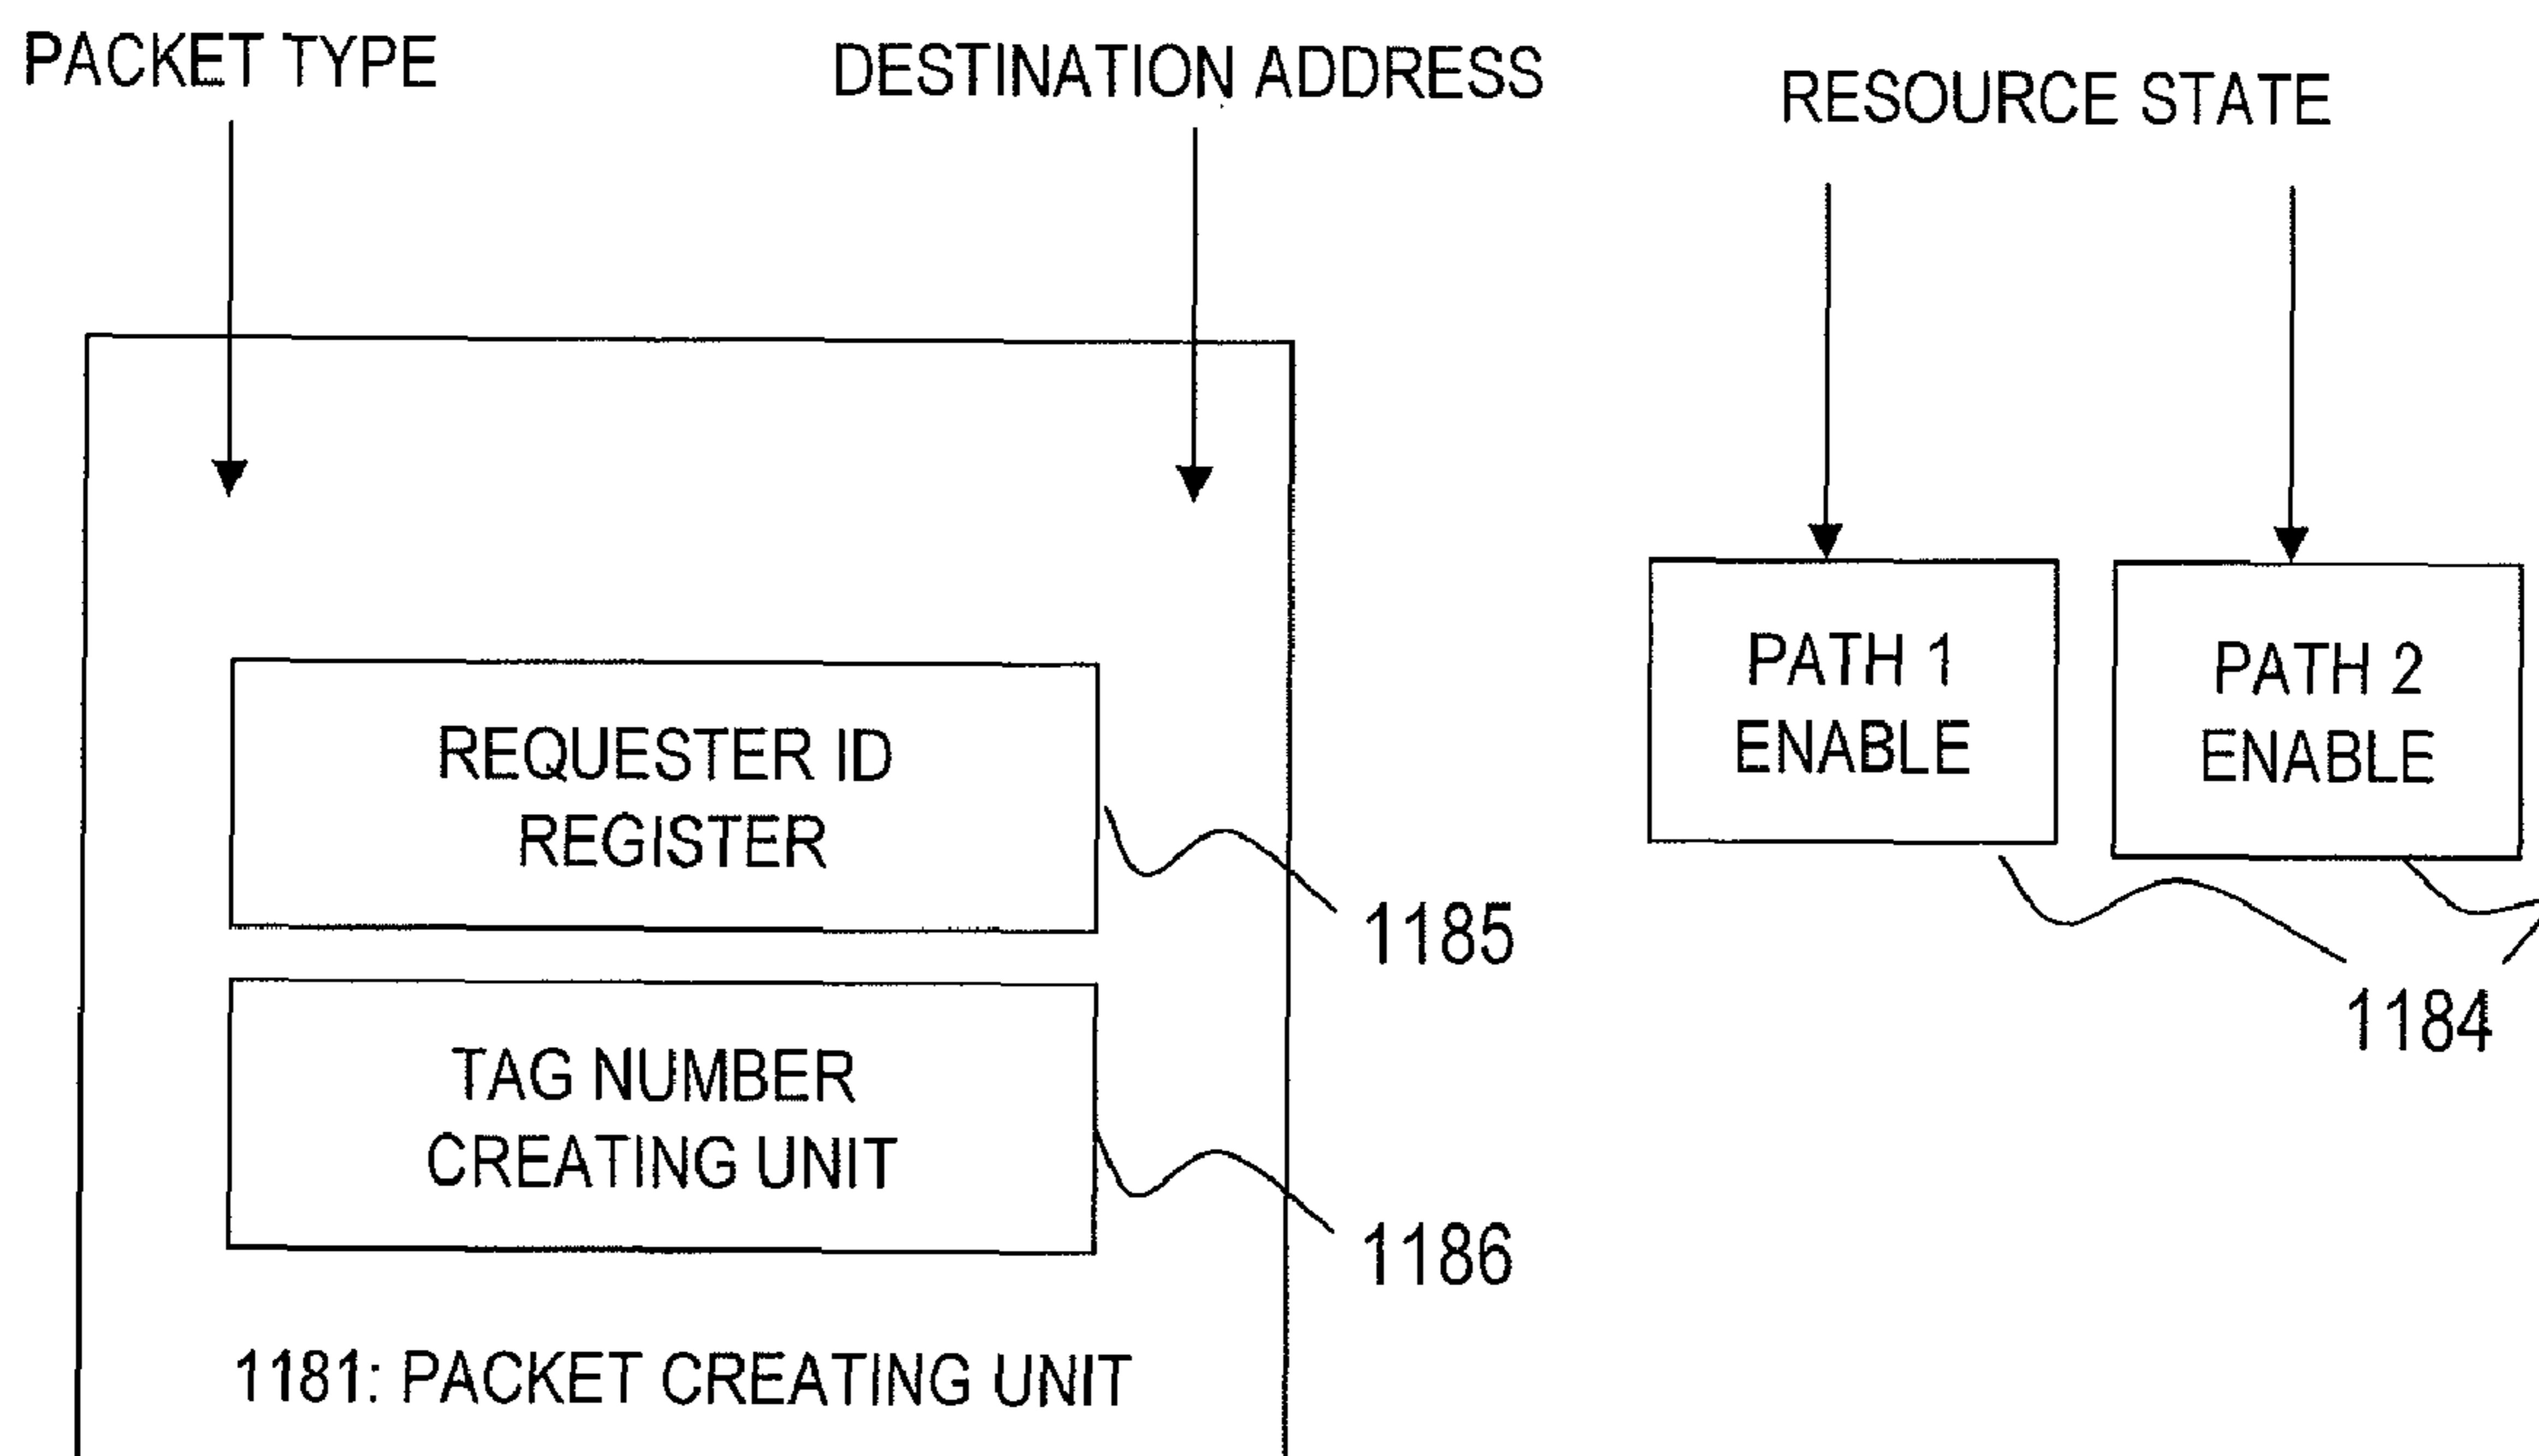 PACKET TYPE
DESTINATION ADDRESS
RESOURCE STATE
PATH 1
ENABLE
PATH 2
ENABLE
REQUESTER ID
REGISTER
1185
1184
TAG NUMBER
CREATING UNIT
1186
1181: PACKET CREATING UNIT